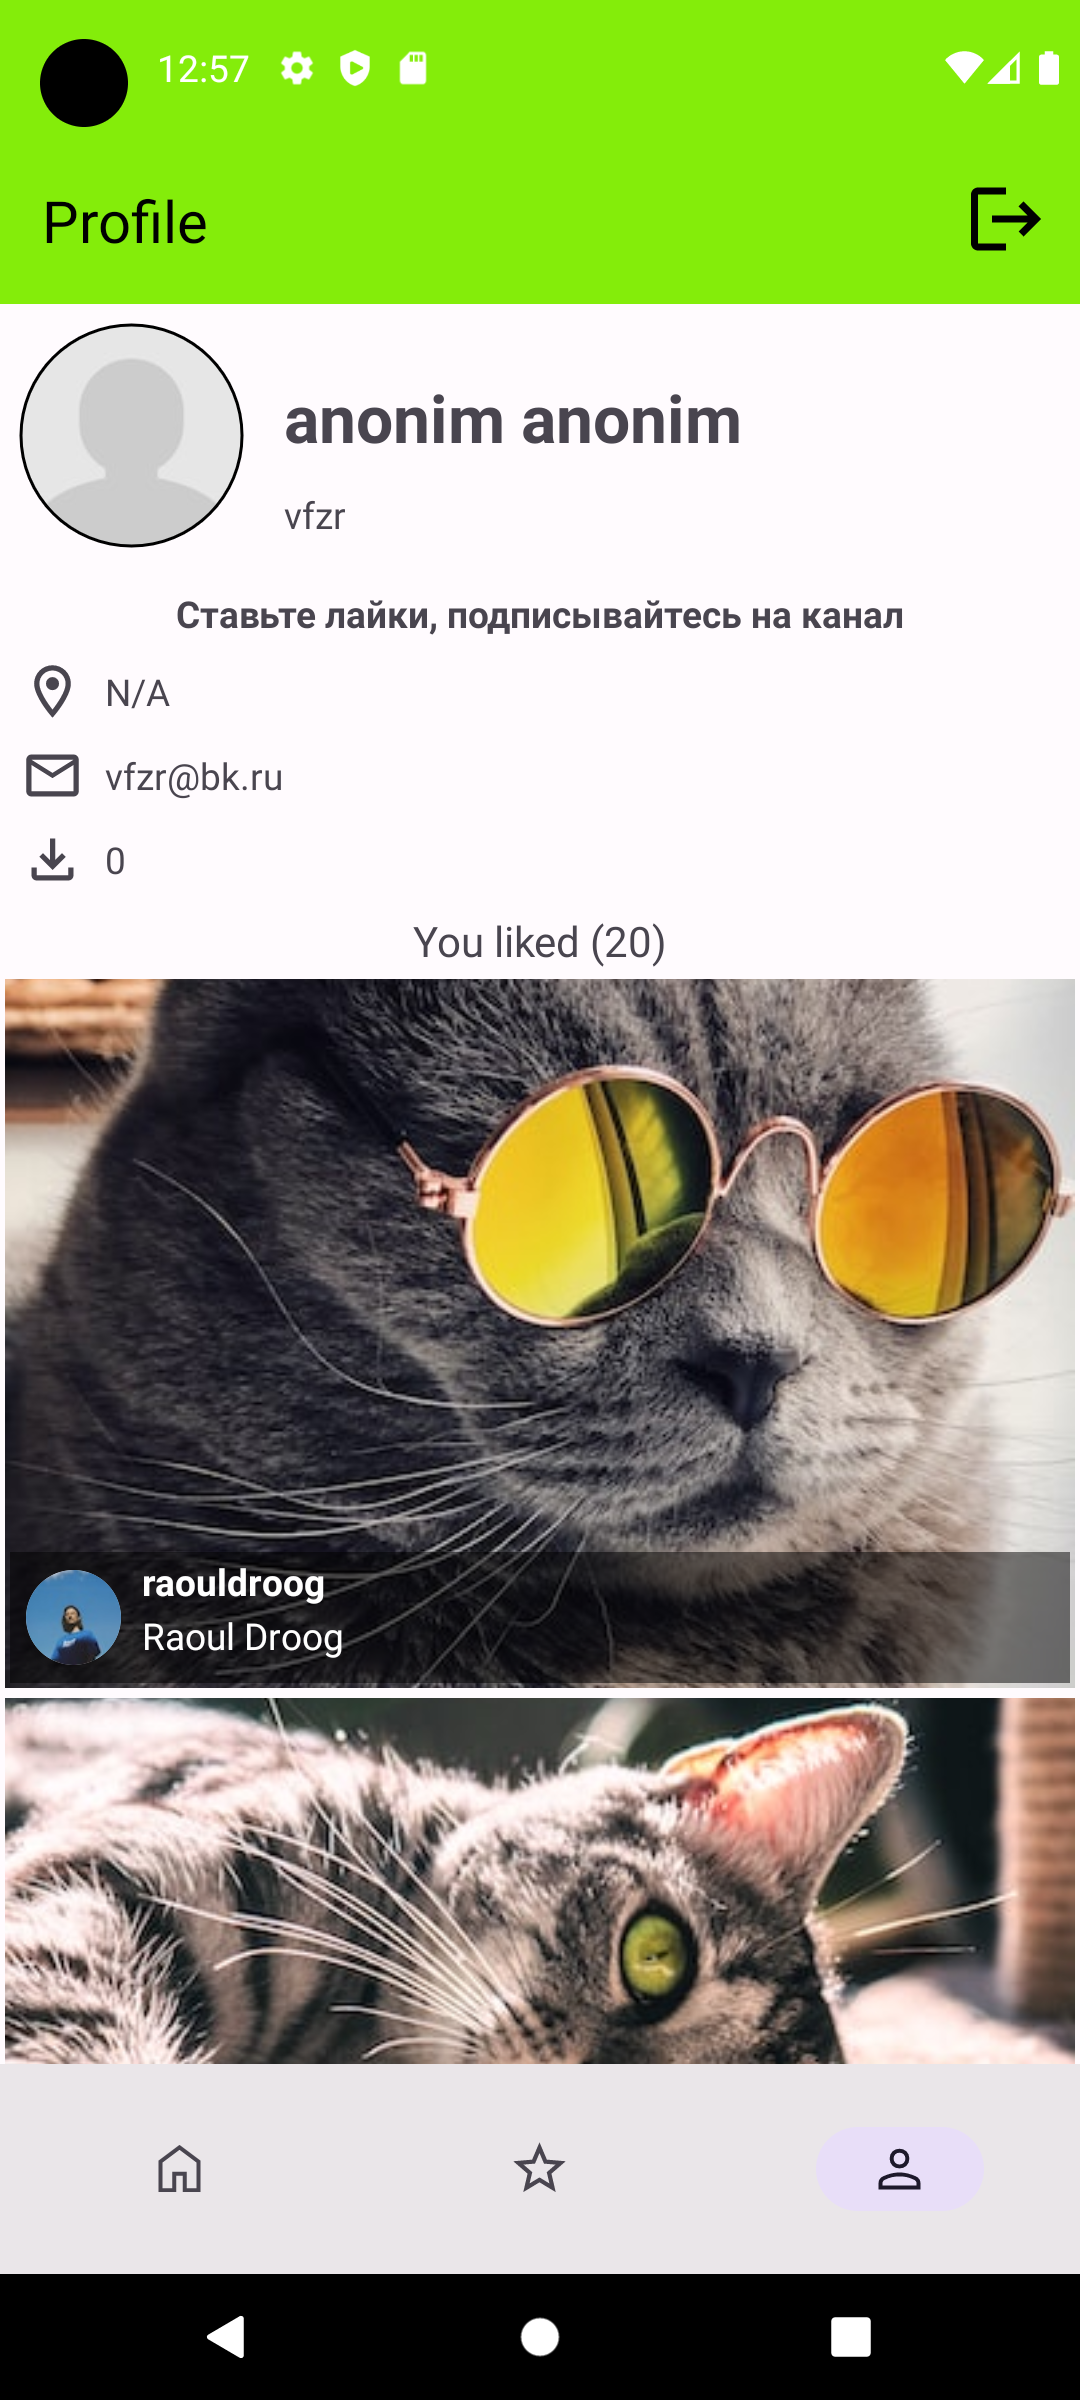 12:57
Profile
anonim anonim
vfzr
Ставьте лайки, подписывайтесь на канал
N/A
vfzr@bk.ru
0
You liked (20)
raouldroog
Raoul Droog